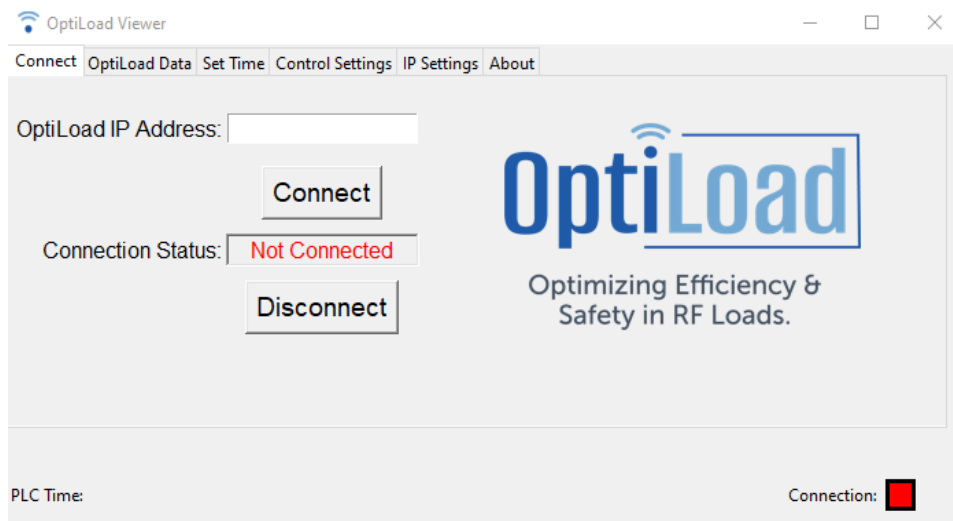 OptiLoad Viewer
Connect OptiLoad Data Set Time Control Settings IP Settings About
OptiLoad IP Address:
Connect
Connection Status: Not Connected
Disconnect
OptiLoad
Optimizing Efficiency &
Safety in RF Loads.
PLC Time:
Connection: